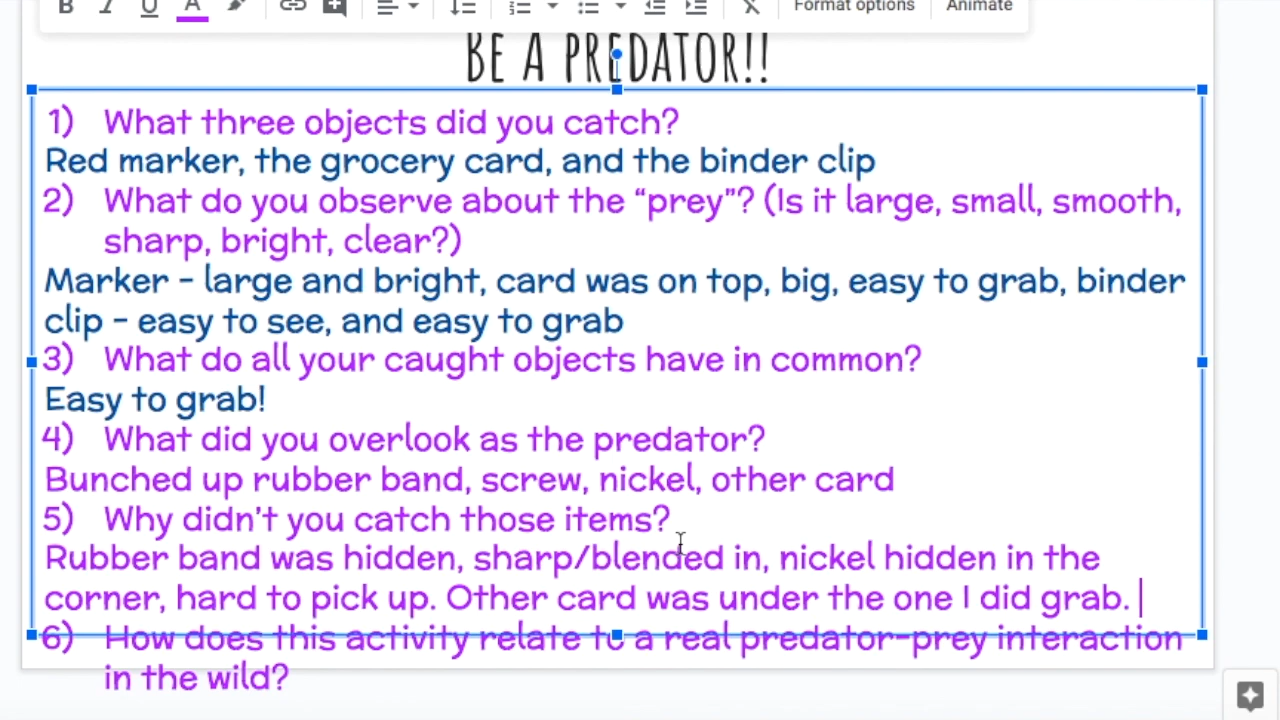 B I U A Format options Animate
BE A PREDATOR!!
1) What three objects did you catch?
Red marker, the grocery card, and the binder clip
2) What do you observe about the “prey”? (Is it large, small, smooth,
sharp, bright, clear?)
Marker - large and bright, card was on top, big, easy to grab, binder
clip - easy to see, and easy to grab
3) What do all your caught objects have in common?
Easy to grab!
4) What did you overlook as the predator?
Bunched up rubber band, screw, nickel, other card
5) Why didn't you catch those items?
Rubber band was hidden, sharp/blended in, nickel hidden in the
corner, hard to pick up. Other card was under the one I did grab.
6) How does this activity relate to a real predator-prey interaction
in the wild?